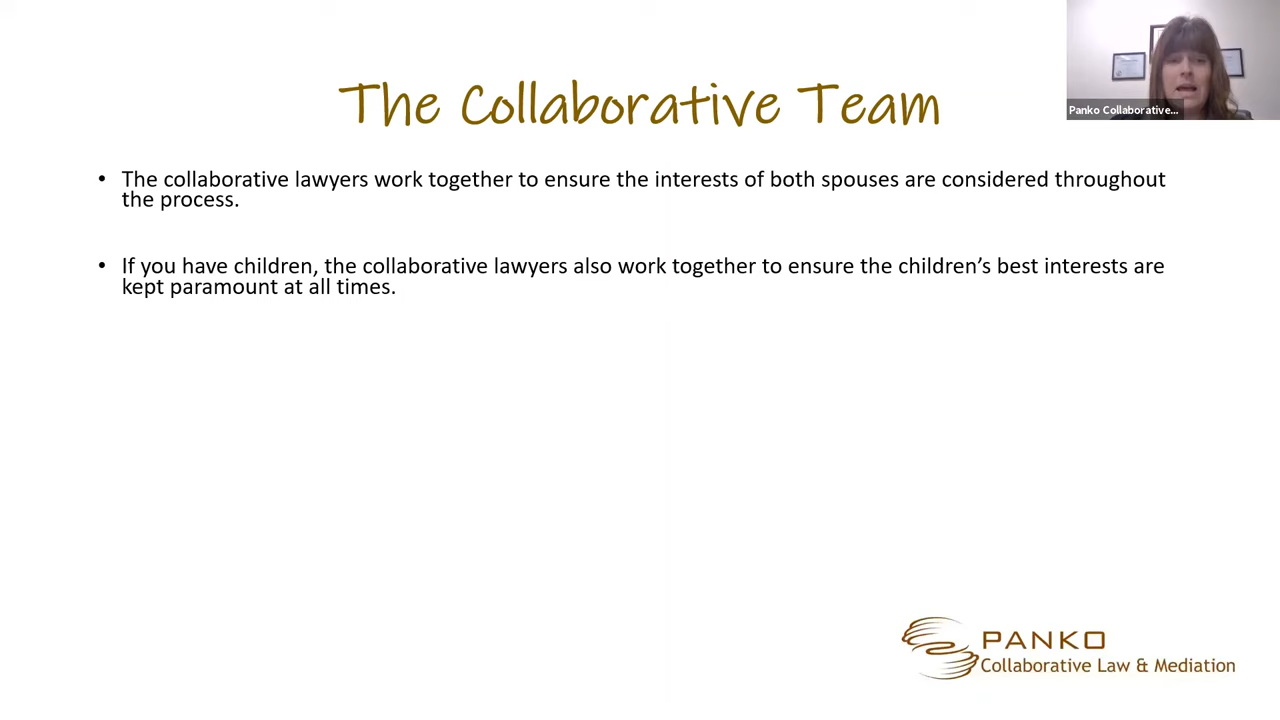 The Collaborative Team
Panko Collaborative...
• The collaborative lawyers work together to ensure the interests of both spouses are considered throughout
the process.
• If you have children, the collaborative lawyers also work together to ensure the children’s best interests are
kept paramount at all times.
PANKO
Collaborative Law & Mediation